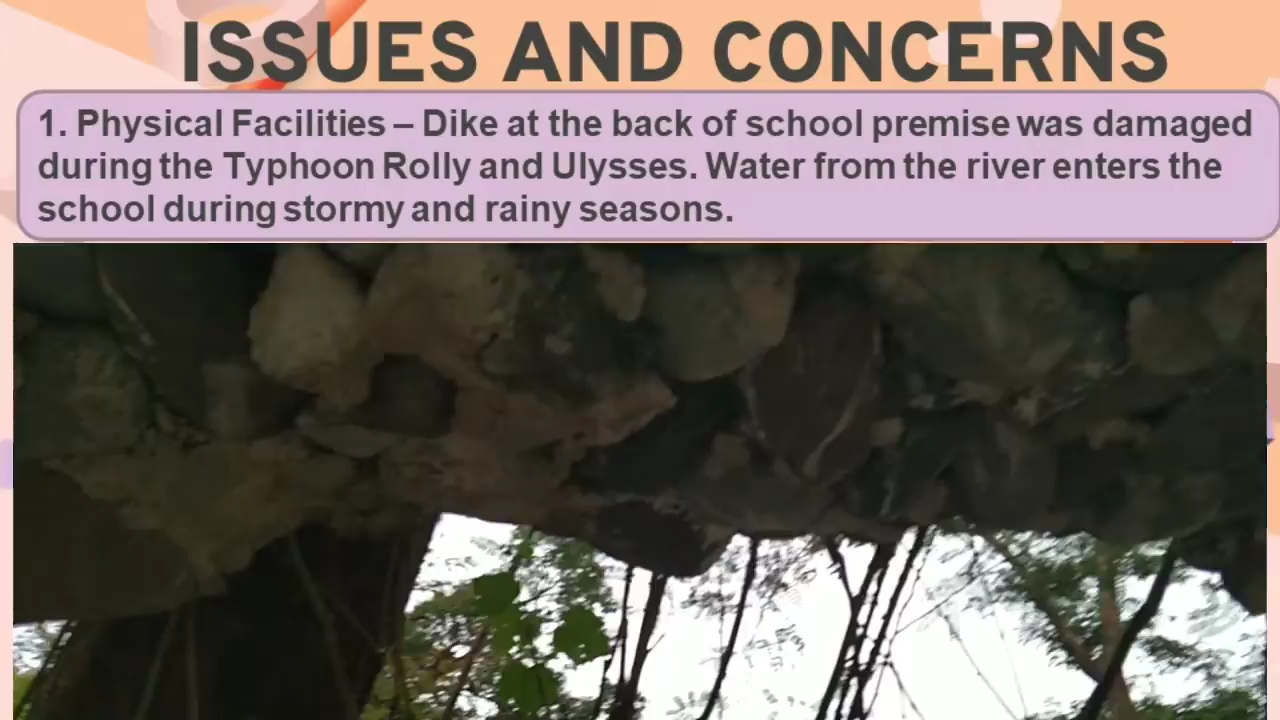 ISSUES AND CONCERNS
1. Physical Facilities – Dike at the back of school premise was damaged
during the Typhoon Rolly and Ulysses. Water from the river enters the
school during stormy and rainy seasons.